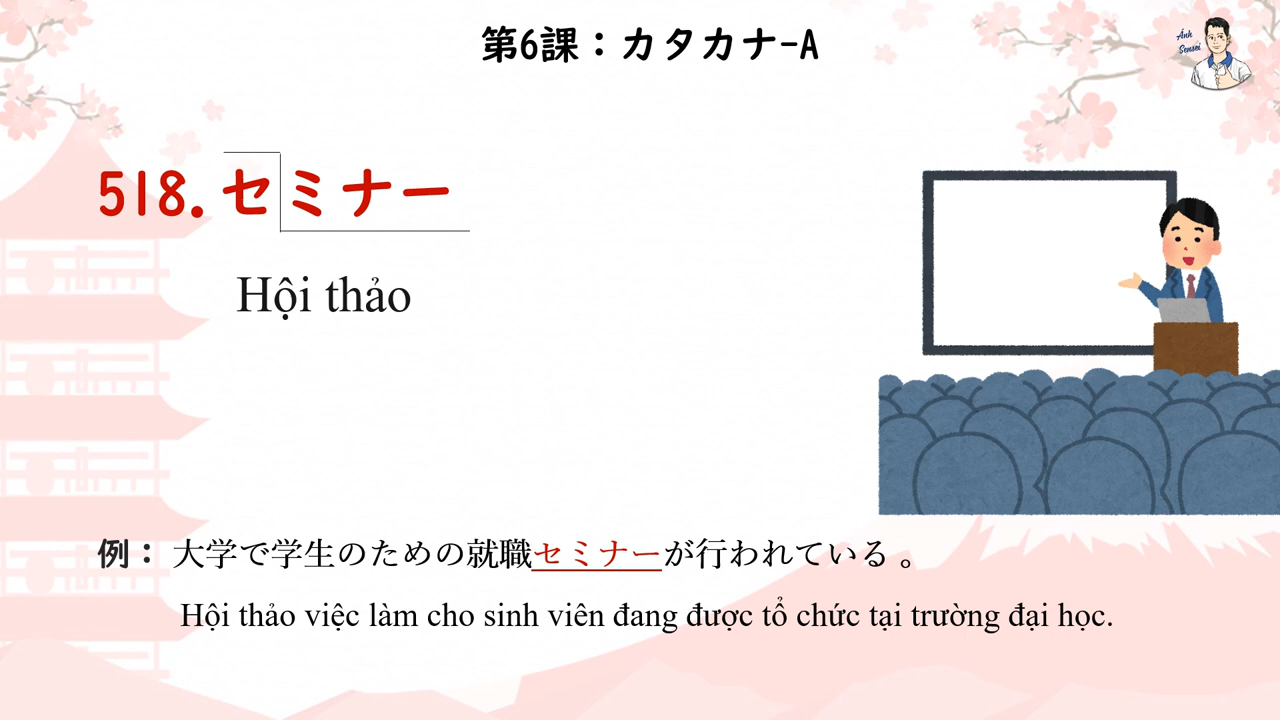 第6課：カタカナ-A
Anh
Sensei
518. セミナー
Hội thảo
例： 大学で学生のための就職セミナーが行われている 。
Hội thảo việc làm cho sinh viên đang được tổ chức tại trường đại học.